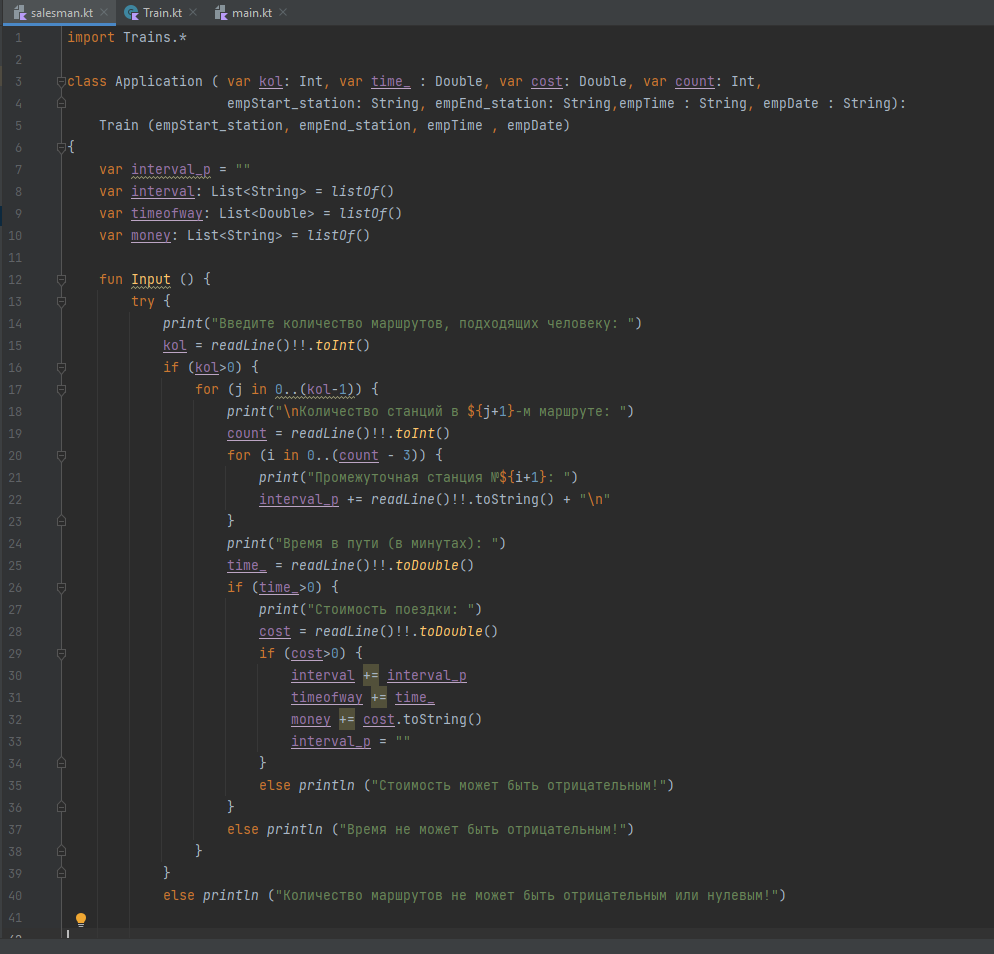 salesman.kt Train.kt main.kt
1 import Trains.*
2
3 class Application ( var kol: Int, var time_ : Double, var cost: Double, var count: Int,
4 empStart_station: String, empEnd_station: String,empTime : String, empDate : String):
5 Train (empStart_station, empEnd_station, empTime , empDate)
6 {
7 var interval_p = ""
8 var interval: List<String> = listOf()
9 var timeofway: List<Double> = listOf()
10 var money: List<String> = listOf()
11
12 fun Input () {
13 try {
14 print("Введите количество маршрутов, подходящих человеку: ")
15 kol = readLine()!!.toInt()
16 if (kol>0) {
17 for (j in 0..(kol-1)) {
18 print("\nКоличество станций в ${j+1}-м маршруте: ")
19 count = readLine()!!.toInt()
20 for (i in 0..(count - 3)) {
21 print("Промежуточная станция №${i+1}: ")
22 interval_p += readLine()!!.toString() + "\n"
23 }
24 print("Время в пути (в минутах): ")
25 time_ = readLine()!!.toDouble()
26 if (time_>0) {
27 print("Стоимость поездки: ")
28 cost = readLine()!!.toDouble()
29 if (cost>0) {
30 interval += interval_p
31 timeofway += time_
32 money += cost.toString()
33 interval_p = ""
34 }
35 else println ("Стоимость может быть отрицательным!")
36 }
37 else println ("Время не может быть отрицательным!")
38 }
39 }
40 else println ("Количество маршрутов не может быть отрицательным или нулевым!")
41